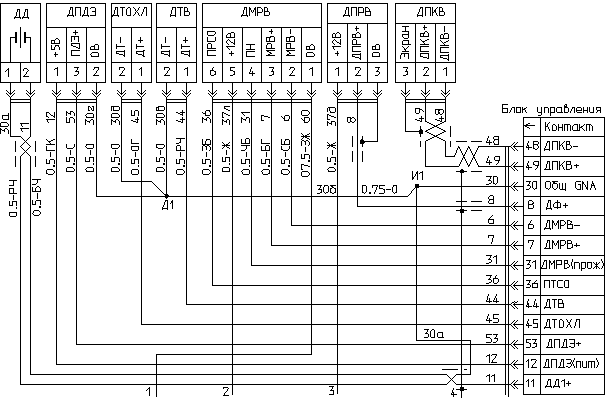 ДД
ДПДЗ
ДТОХЛ
ДТВ
ДМРВ
ДПРВ
ДПКВ
+5В
ПДЗ+
ОВ
ДТ-
ДТ+
ДТ-
ДТ+
ПРСО
+12В
ПН
МРВ+
МРВ-
ОВ
+12В
ДПРВ+
ОВ
Экран
ДПКВ+
ДПКВ-
1 2
1 3 2
2 1
2 1
6 5 4 3 2 1
1 2 3
3 2 1
30а
11
12
53
30г
30д
45
30в
44
36
37л
31
7
6
60
37д
8
49
48
0.5-РЧ
0.5-БЧ
0.5-ГК
0.5-С
0.5-О
0.5-О
0.5-ОГ
0.5-О
0.5-РЧ
0.5-ЗБ
0.5-Ж
0.5-ЧБ
0.5-БГ
0.5-СБ
07.5-ЗЖ
0.5-Ж
Д1
30б
0.75-О
И1
30а
Блок управления
Контакт
48 48 ДПКВ-
49 49 ДПКВ+
30 30 Общ GNA
8 8 ДФ+
6 6 ДМРВ-
7 7 ДМРВ+
31 31 ДМРВ(прож)
36 36 ПТСО
44 44 ДТВ
45 45 ДТОХЛ
53 53 ДПДЗ+
12 12 ДПДЗ(пит)
11 11 ДД1+
1 2 3 4